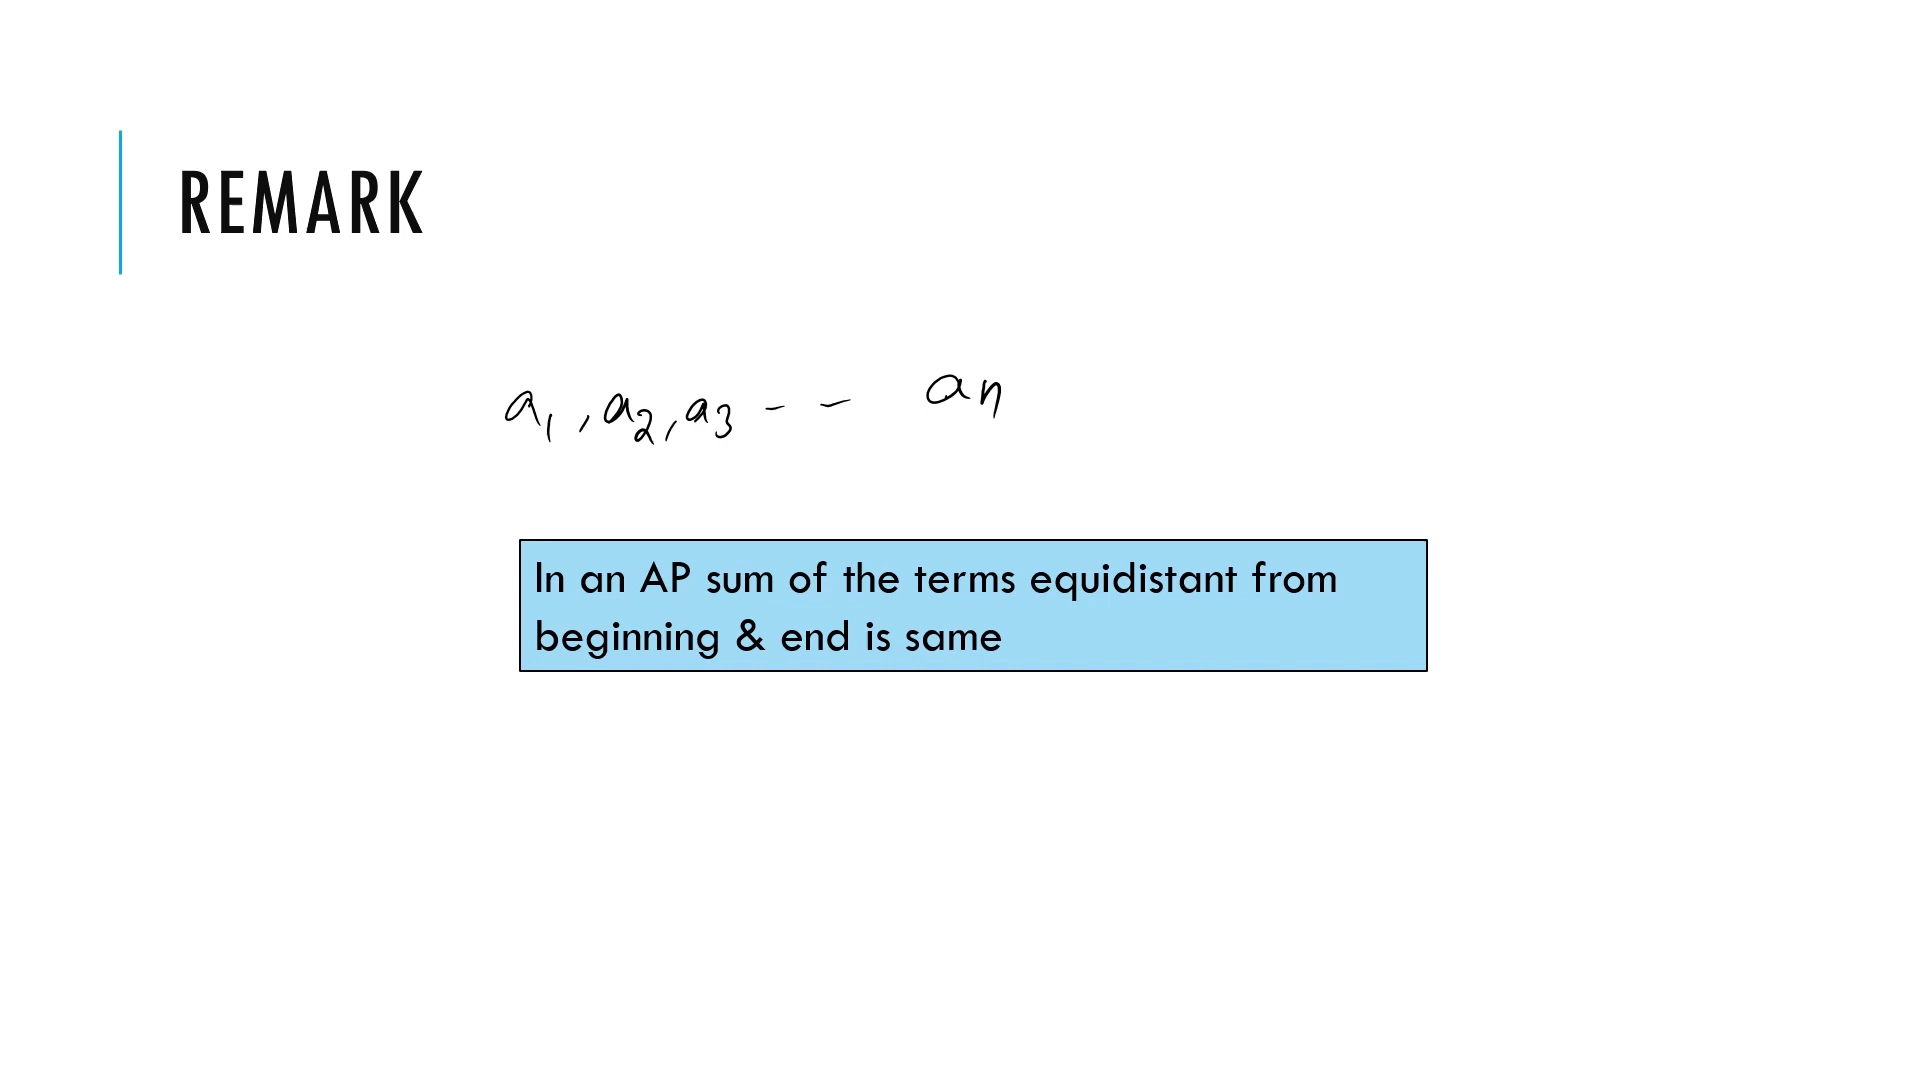 REMARK
a₁, a₂, a₃ - - aₙ
In an AP sum of the terms equidistant from
beginning & end is same